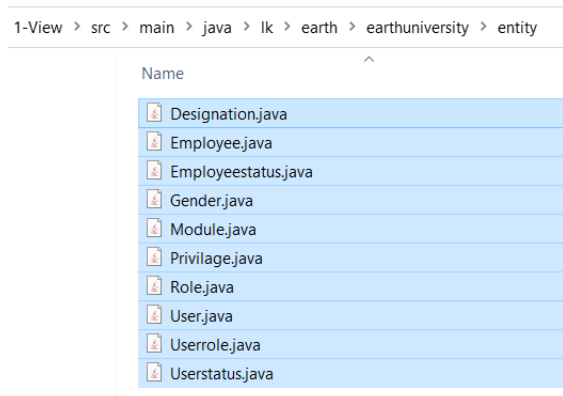 1-View > src > main > java > lk > earth > earthuniversity > entity
Name
Designation.java
Employee.java
Employeestatus.java
Gender.java
Module.java
Privilage.java
Role.java
User.java
Userrole.java
Userstatus.java